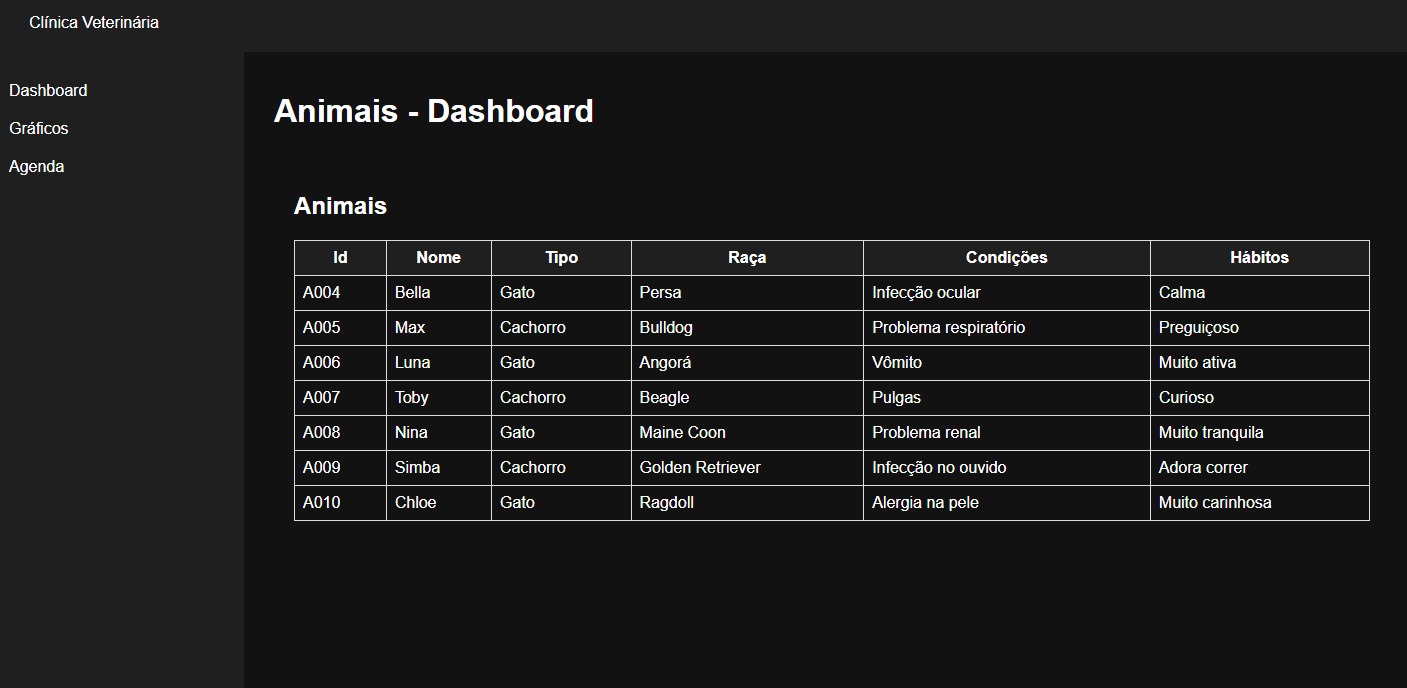 Clínica Veterinária
Dashboard
Gráficos
Agenda
Animais - Dashboard
Animais
Id Nome Tipo Raça Condições Hábitos
A004 Bella Gato Persa Infecção ocular Calma
A005 Max Cachorro Bulldog Problema respiratório Preguiçoso
A006 Luna Gato Angorá Vômito Muito ativa
A007 Toby Cachorro Beagle Pulgas Curioso
A008 Nina Gato Maine Coon Problema renal Muito tranquila
A009 Simba Cachorro Golden Retriever Infecção no ouvido Adora correr
A010 Chloe Gato Ragdoll Alergia na pele Muito carinhosa